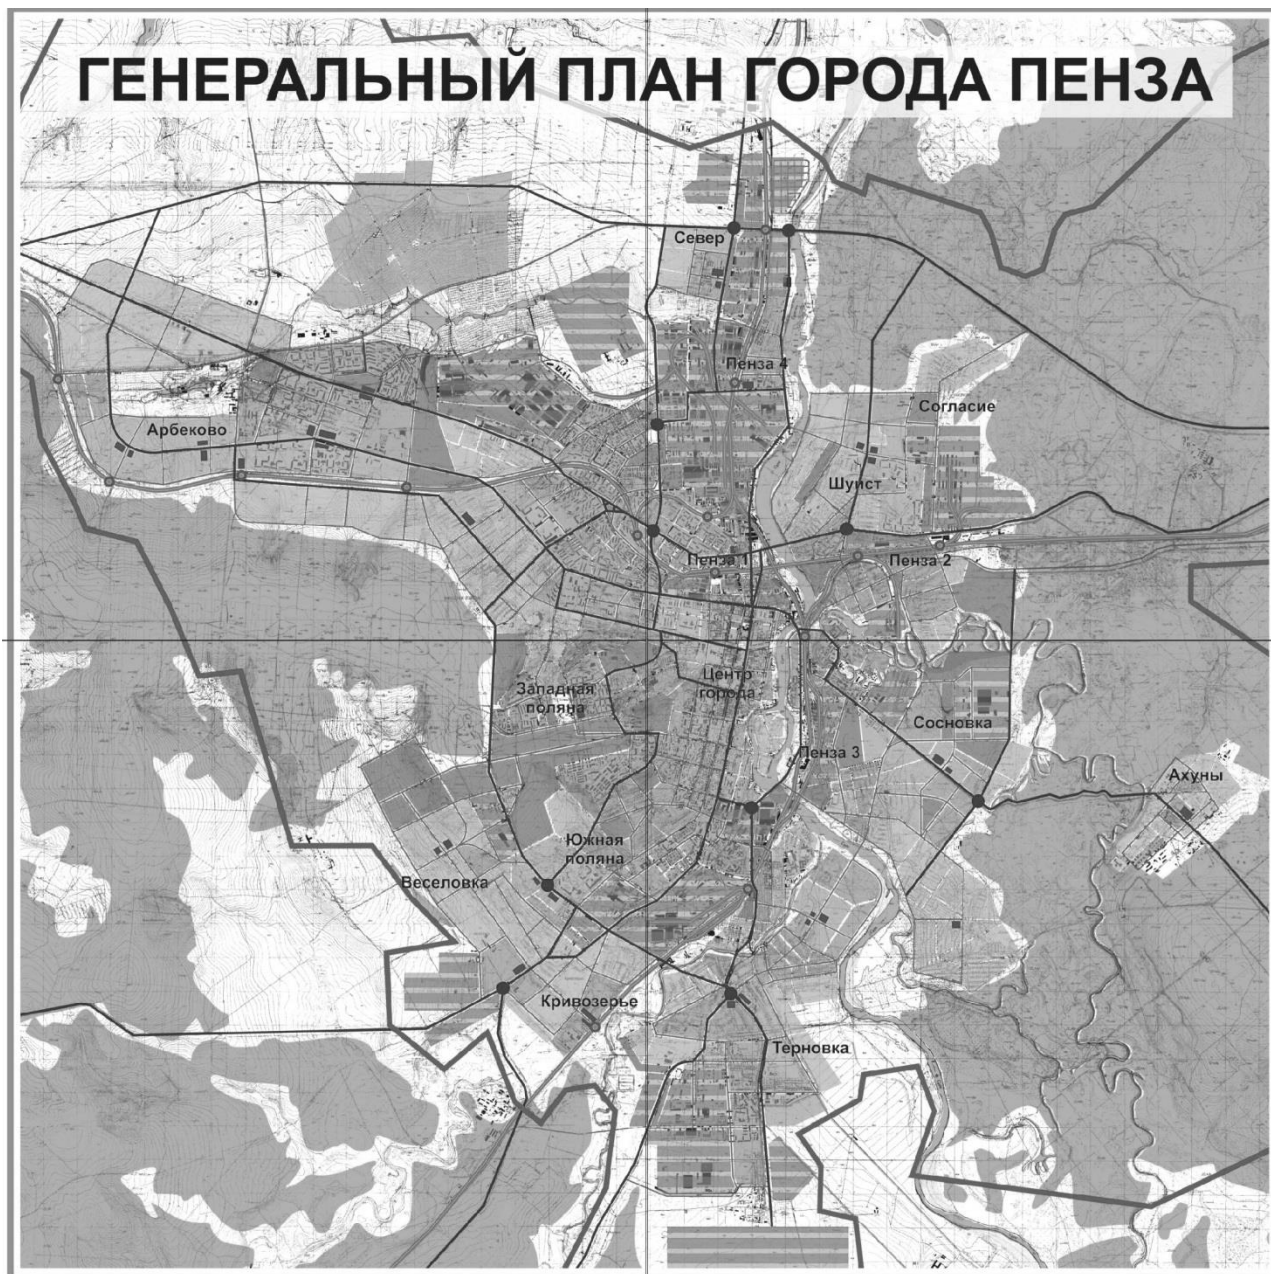 ГЕНЕРАЛЬНЫЙ ПЛАН ГОРОДА ПЕНЗА
Север
Пенза 4
Согласие
Арбеково
Шуист
Пенза 1
Пенза 2
Западная
поляна
Центр
города
Сосновка
Пенза 3
Ахуны
Южная
поляна
Веселовка
Кривозерье
Терновка